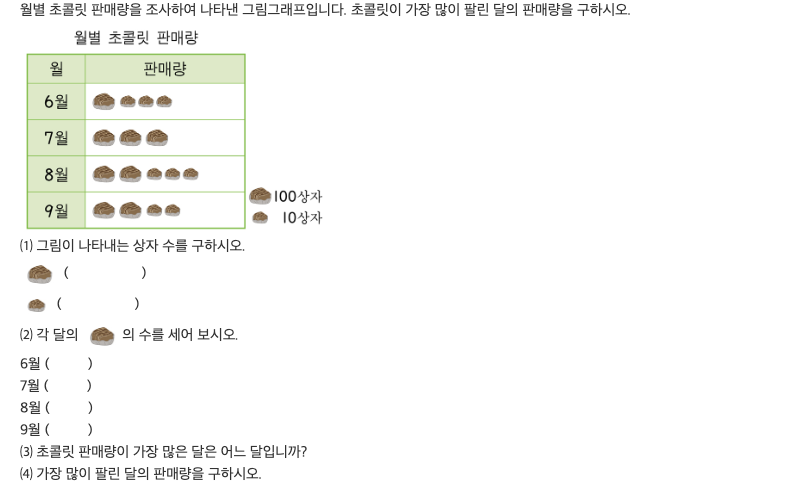 월별 초콜릿 판매량을 조사하여 나타낸 그림그래프입니다. 초콜릿이 가장 많이 팔린 달의 판매량을 구하시오.
월별 초콜릿 판매량
월 판매량
6월
7월
8월
9월
100상자
10상자
(1) 그림이 나타내는 상자 수를 구하시오.
( )
( )
(2) 각 달의 의 수를 세어 보시오.
6월 ( )
7월 ( )
8월 ( )
9월 ( )
(3) 초콜릿 판매량이 가장 많은 달은 어느 달입니까?
(4) 가장 많이 팔린 달의 판매량을 구하시오.